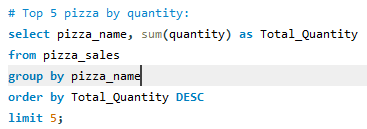 # Top 5 pizza by quantity:
select pizza_name, sum(quantity) as Total_Quantity
from pizza_sales
group by pizza_name
order by Total_Quantity DESC
limit 5;